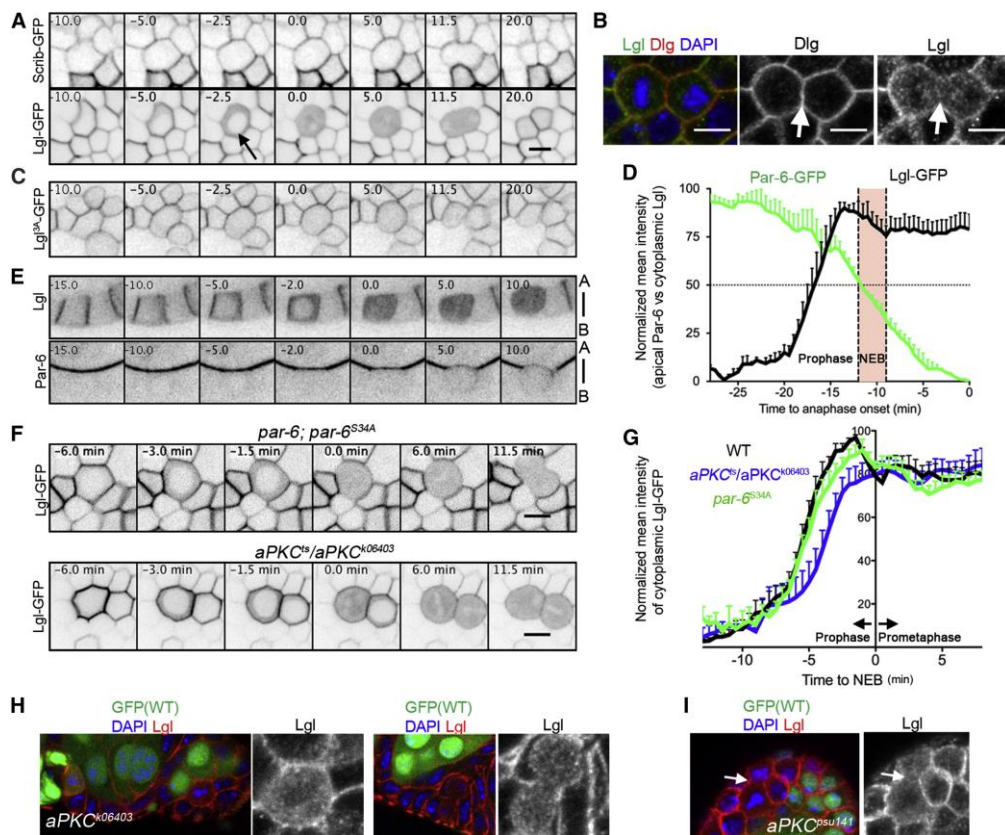 A
Scrib-GFP
-10.0 -5.0 -2.5 0.0 5.0 11.5 20.0
Lgl-GFP
-10.0 -5.0 -2.5 0.0 5.0 11.5 20.0
B
Lgl Dlg DAPI
Dlg
Lgl
C
Lgl3A-GFP
-10.0 -5.0 -2.5 0.0 5.0 11.5 20.0
D
Par-6-GFP
Lgl-GFP
Normalized mean intensity
(apical Par-6 vs cytoplasmic Lgl)
100
75
50
25
0
Prophase
NEB
-25 -20 -15 -10 -5 0
Time to anaphase onset (min)
E
Lgl
-15.0 -10.0 -5.0 -2.0 0.0 5.0 10.0
A
B
Par-6
-15.0 -10.0 -5.0 -2.0 0.0 5.0 10.0
A
B
F
par-6; par-6S34A
Lgl-GFP
-6.0 min -3.0 min -1.5 min 0.0 min 6.0 min 11.5 min
aPKCts/aPKCk06403
Lgl-GFP
-6.0 min -3.0 min -1.5 min 0.0 min 6.0 min 11.5 min
G
WT
aPKCts/aPKCk06403
par-6S34A
Normalized mean intensity
of cytoplasmic Lgl-GFP
100
80
60
40
20
Prophase
Prometaphase
-10 -5 0 5
Time to NEB (min)
H
GFP(WT)
DAPI Lgl
Lgl
aPKCk06403
GFP(WT)
DAPI Lgl
Lgl
I
GFP(WT)
DAPI Lgl
Lgl
aPKCpsu141